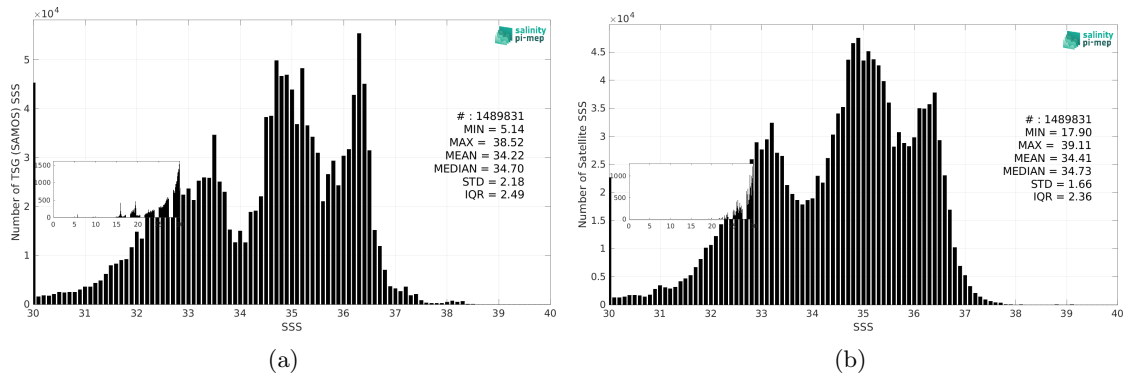 ×10⁴
salinity
pi-mep
# : 1489831
MIN = 5.14
MAX = 38.52
MEAN = 34.22
MEDIAN = 34.70
STD = 2.18
IQR = 2.49
Number of TSG (SAMOS) SSS
5
4
3
2
1
0
1500
1000
500
0
0 5 10 15 20 25 30
30 31 32 33 34 35 36 37 38 39 40
SSS
(a)
×10⁴
salinity
pi-mep
# : 1489831
MIN = 17.90
MAX = 39.11
MEAN = 34.41
MEDIAN = 34.73
STD = 1.66
IQR = 2.36
Number of Satellite SSS
4.5
4
3.5
3
2.5
2
1.5
1
0.5
0
1000
500
0
0 5 10 15 20 25
30 31 32 33 34 35 36 37 38 39 40
SSS
(b)